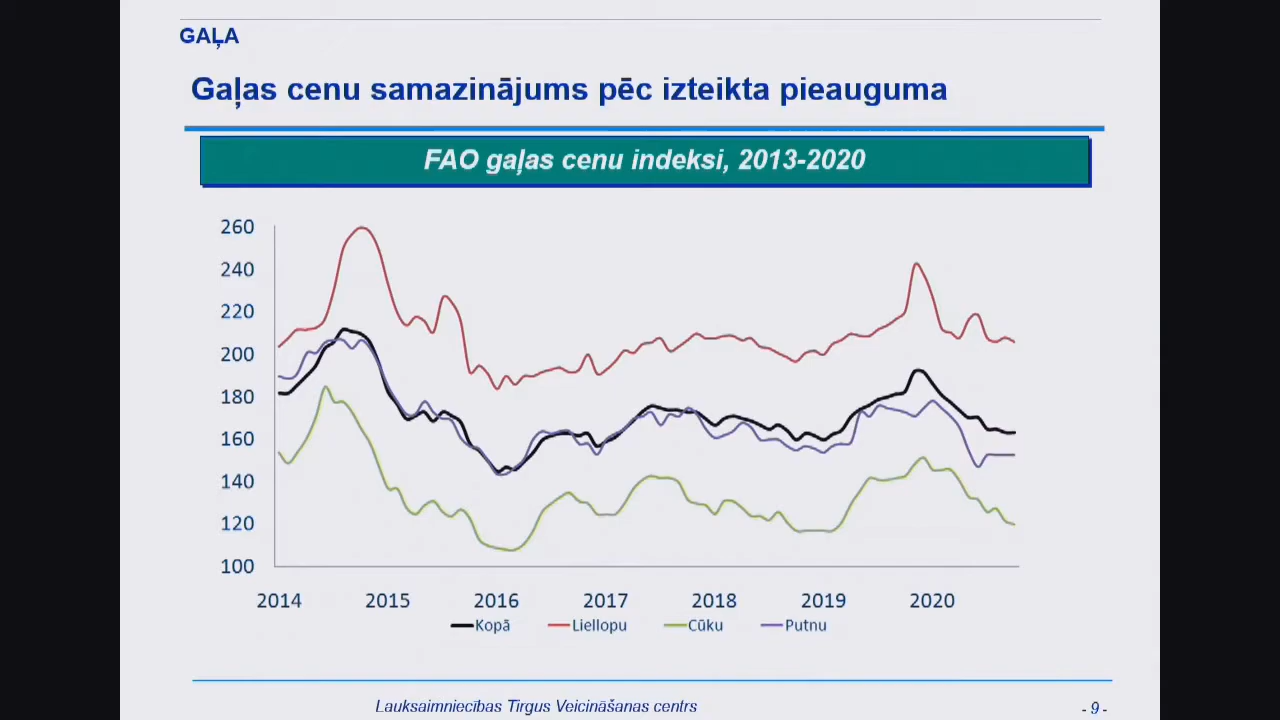 GAĻA
Gaļas cenu samazinājums pēc izteikta pieauguma
FAO gaļas cenu indeksi, 2013-2020
260
240
220
200
180
160
140
120
100
2014 2015 2016 2017 2018 2019 2020
Kopā Liellopu Cūku Putnu
Lauksaimniecības Tirgus Veicināšanas centrs
- 9 -